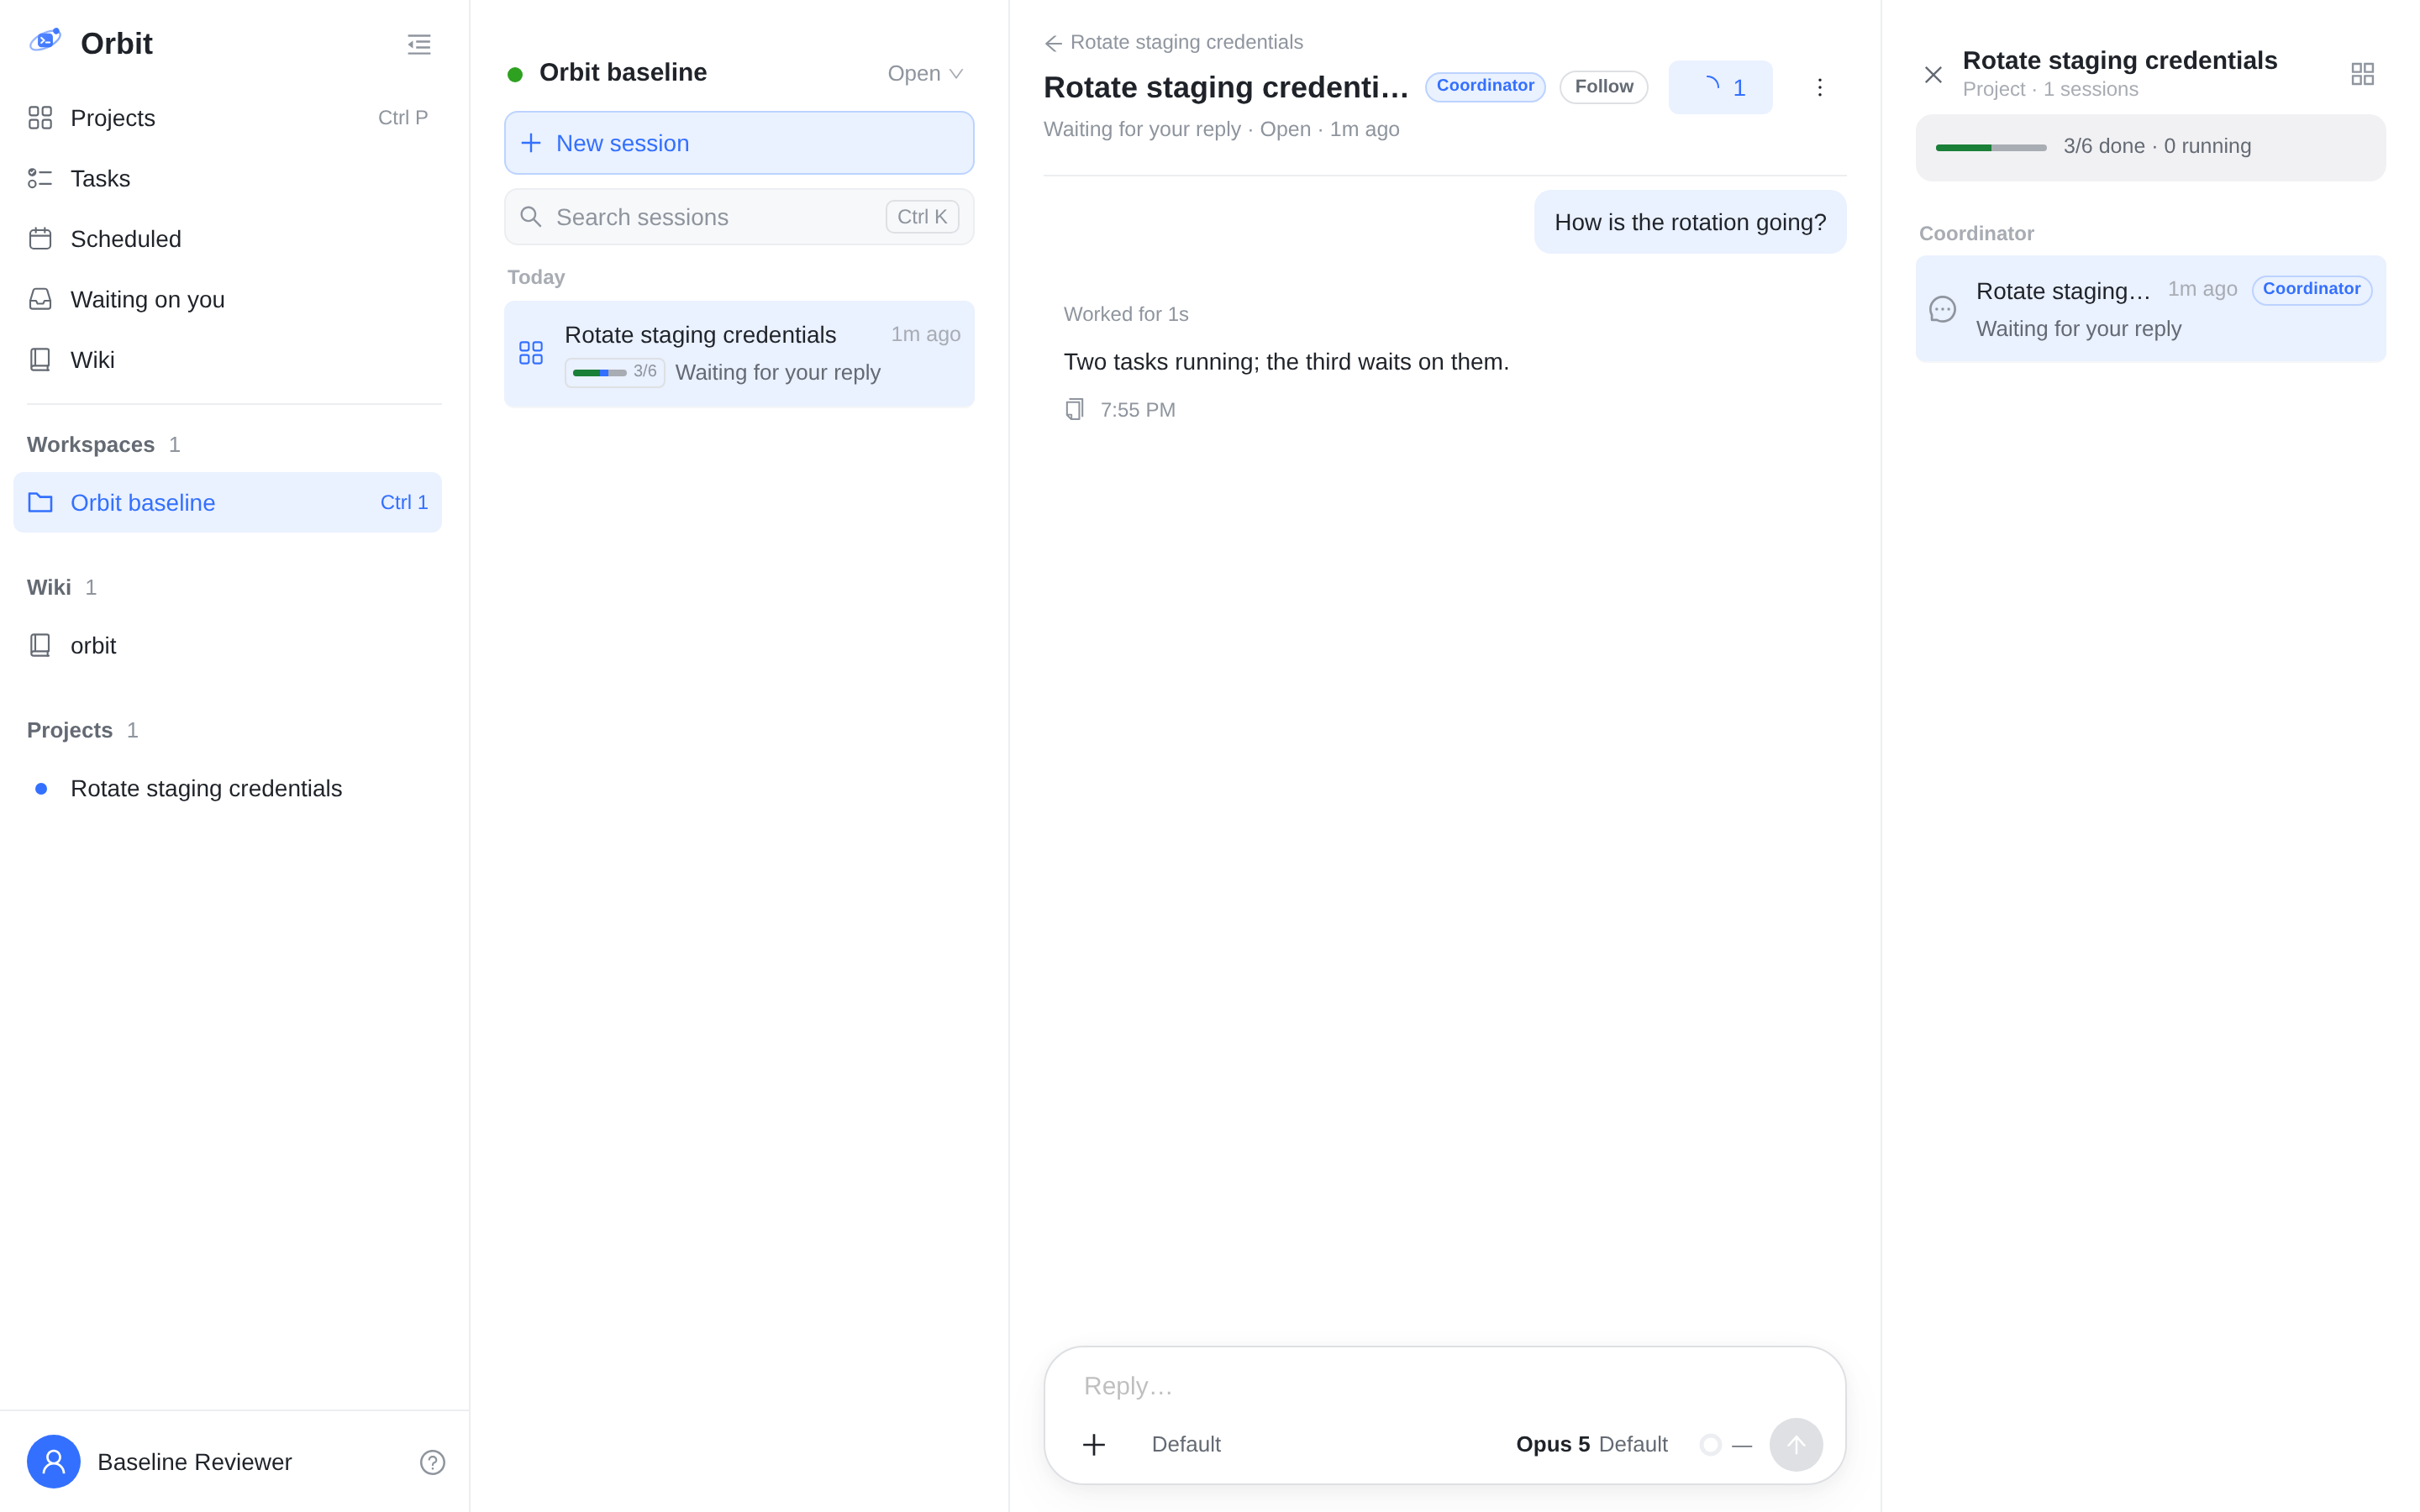 Orbit
Projects
Ctrl P
Tasks
Scheduled
Waiting on you
Wiki
Workspaces 1
Orbit baseline
Ctrl 1
Wiki 1
orbit
Projects 1
Rotate staging credentials
Baseline Reviewer
Orbit baseline
Open
New session
Search sessions
Ctrl K
Today
Rotate staging credentials
1m ago
3/6
Waiting for your reply
Rotate staging credentials
Rotate staging credenti…
Coordinator
Follow
1
Waiting for your reply · Open · 1m ago
How is the rotation going?
Worked for 1s
Two tasks running; the third waits on them.
7:55 PM
Reply…
Default
Opus 5 Default
—
Rotate staging credentials
Project · 1 sessions
3/6 done · 0 running
Coordinator
Rotate staging…
1m ago
Coordinator
Waiting for your reply